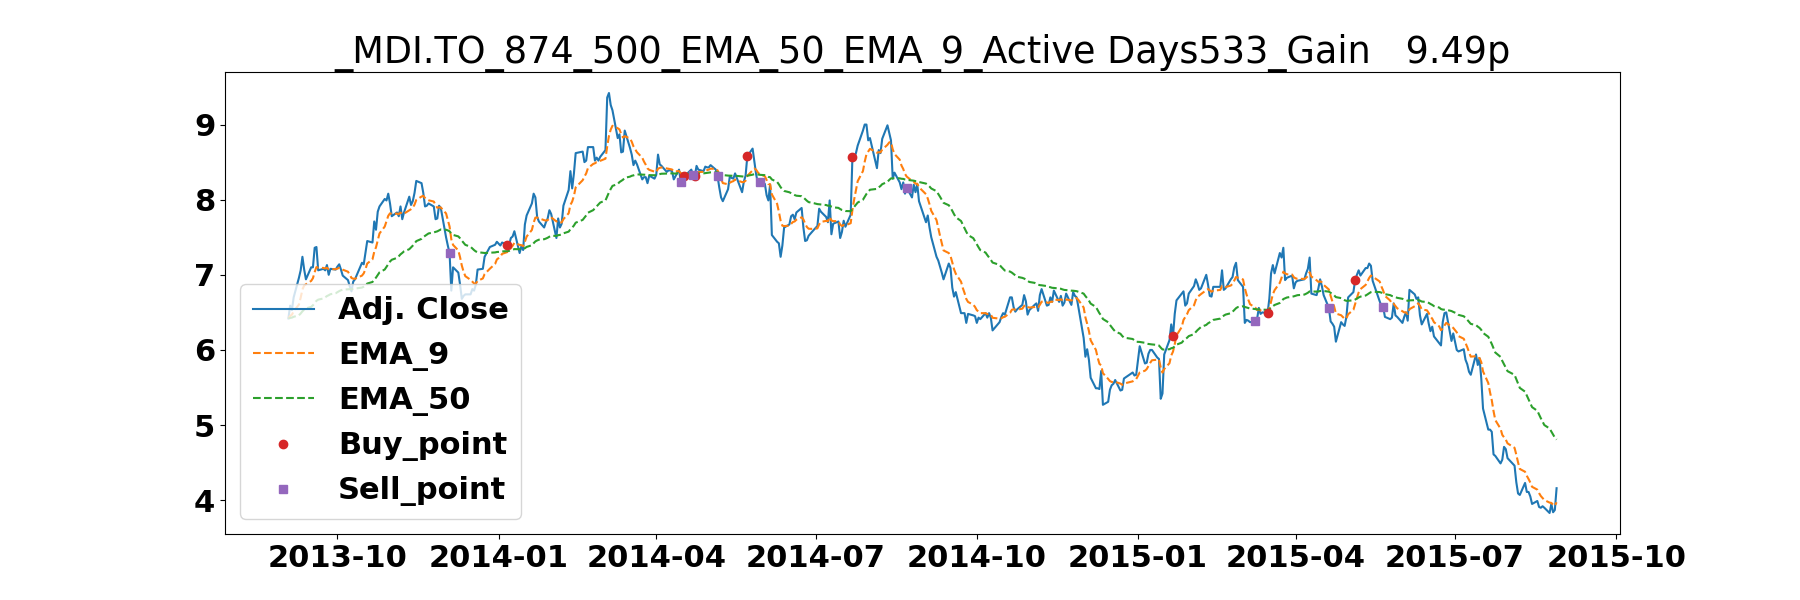 _MDI.TO_874_500_EMA_50_EMA_9_Active Days533_Gain   9.49p
9
8
7
6
5
4
Adj. Close
EMA_9
EMA_50
Buy_point
Sell_point
2013-10 2014-01 2014-04 2014-07 2014-10 2015-01 2015-04 2015-07 2015-10